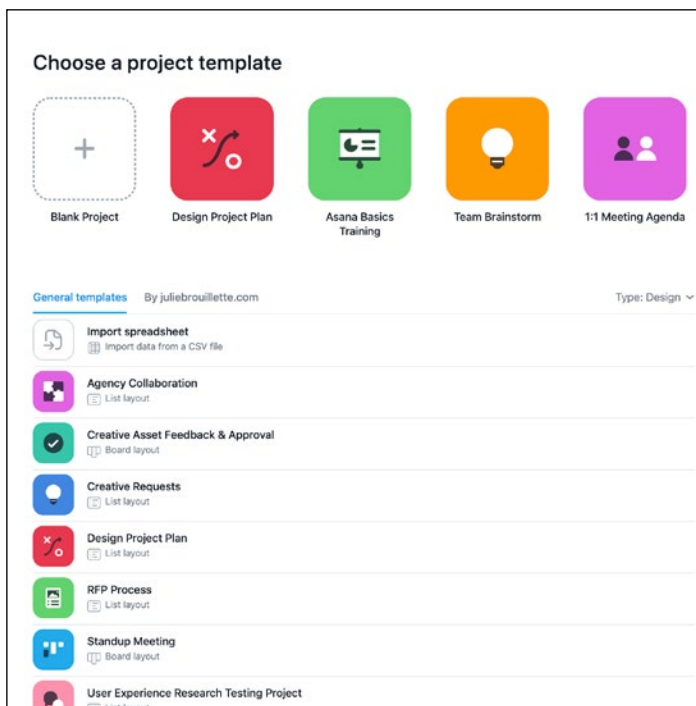 Choose a project template
Blank Project
Design Project Plan
Asana Basics
Training
Team Brainstorm
1:1 Meeting Agenda
General templates
By juliebrouillette.com
Type: Design
Import spreadsheet
Import data from a CSV file
Agency Collaboration
List layout
Creative Asset Feedback & Approval
Board layout
Creative Requests
List layout
Design Project Plan
List layout
RFP Process
List layout
Standup Meeting
Board layout
User Experience Research Testing Project